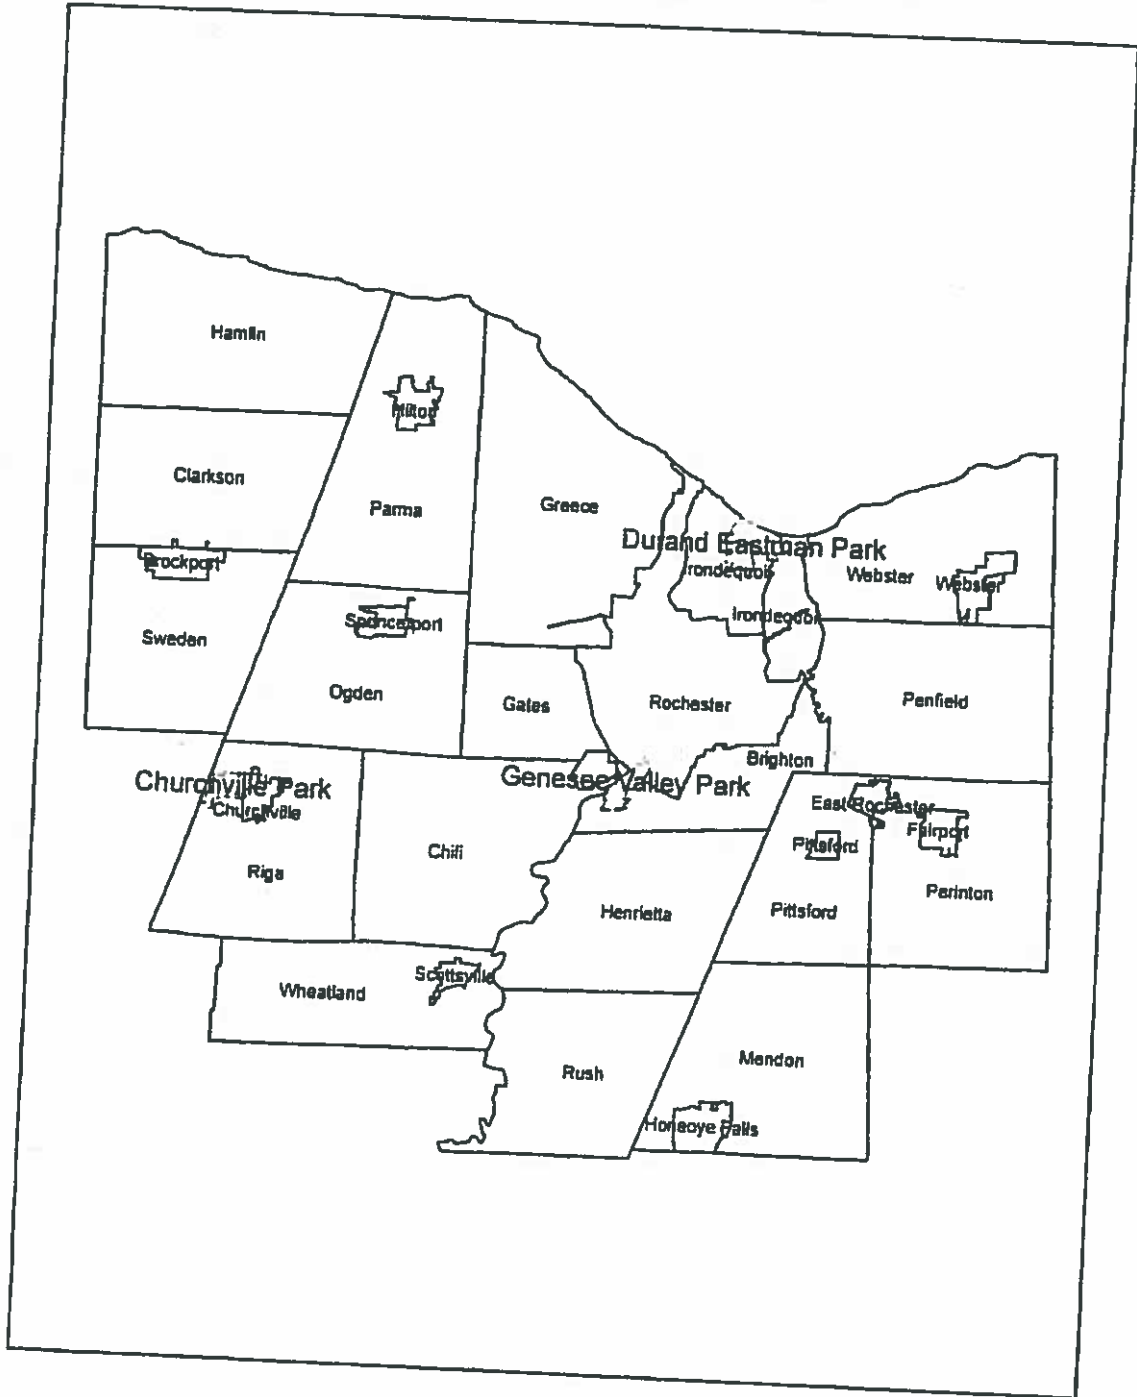 Hamlin
Hilton
Clarkson
Parma
Greece
Durand Eastman Park
Brockport
Irondequoit
Webster
Webster
Spencerport
Irondequoit
Sweden
Ogden
Gates
Rochester
Penfield
Brighton
Churchville Park
Genesee Valley Park
Churchville
East Rochester
Fairport
Pittsford
Chili
Riga
Henrietta
Pittsford
Perinton
Scottsville
Wheatland
Rush
Mendon
Honeoye Falls